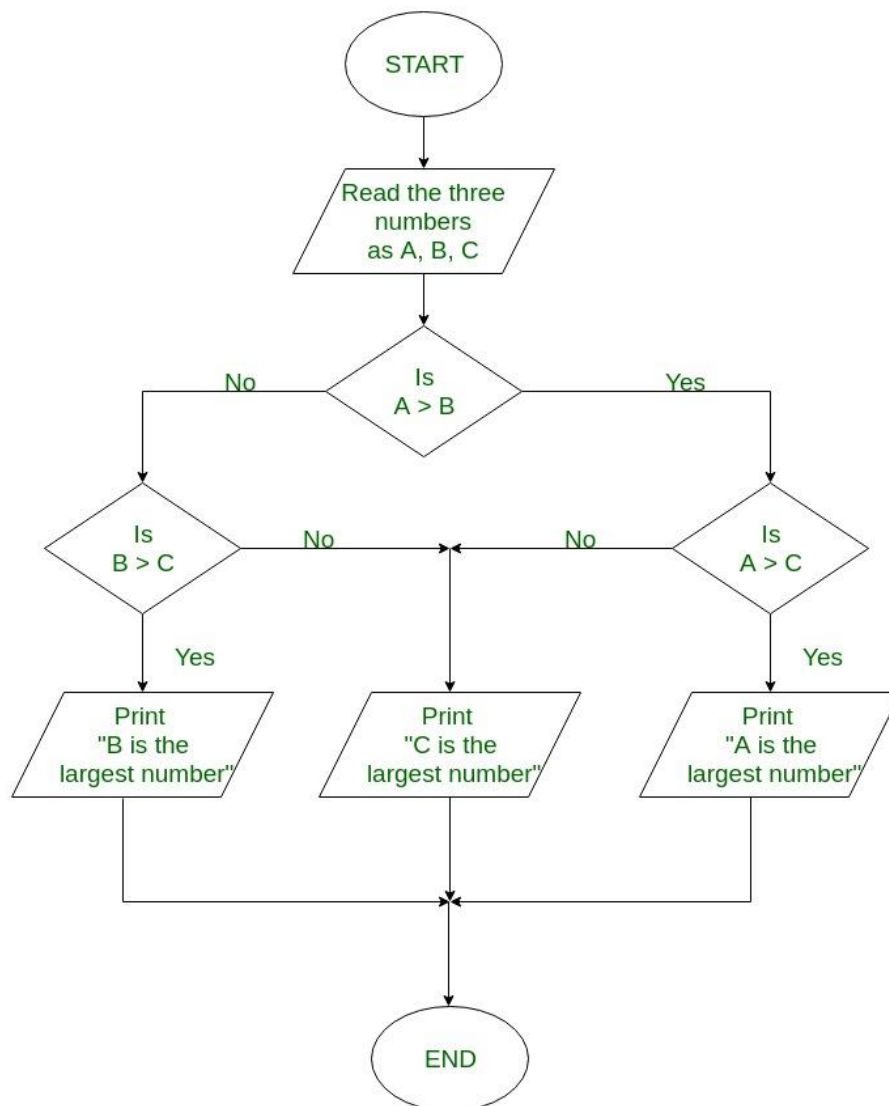 START
Read the three
numbers
as A, B, C
Is
A > B
No
Yes
Is
B > C
No
No
Is
A > C
Yes
Yes
Print
"B is the
largest number"
Print
"C is the
largest number"
Print
"A is the
largest number"
END